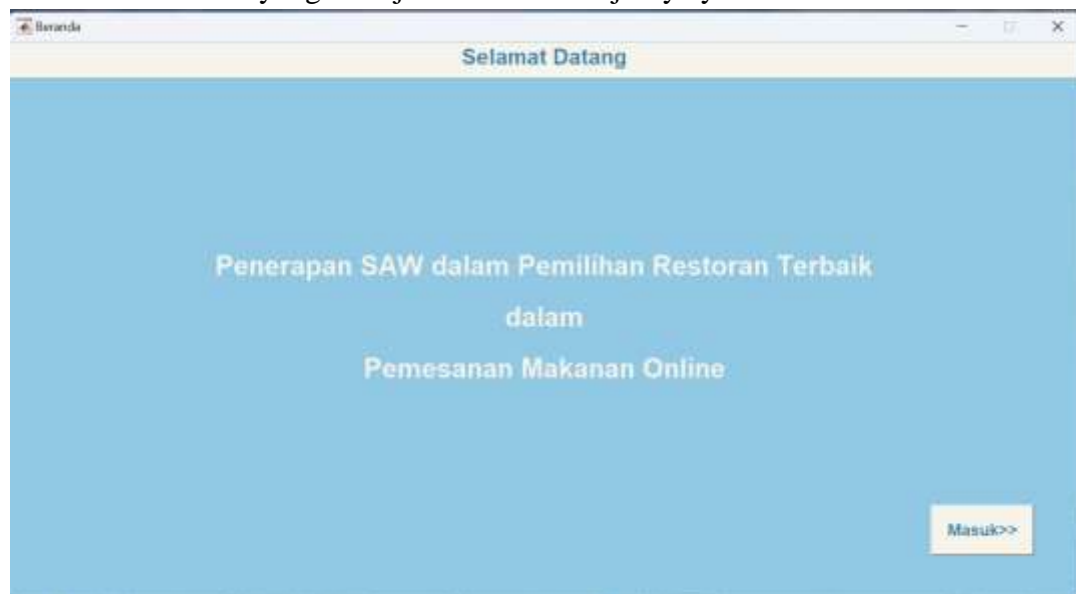 Beranda
Selamat Datang
Penerapan SAW dalam Pemilihan Restoran Terbaik
dalam
Pemesanan Makanan Online
Masuk>>